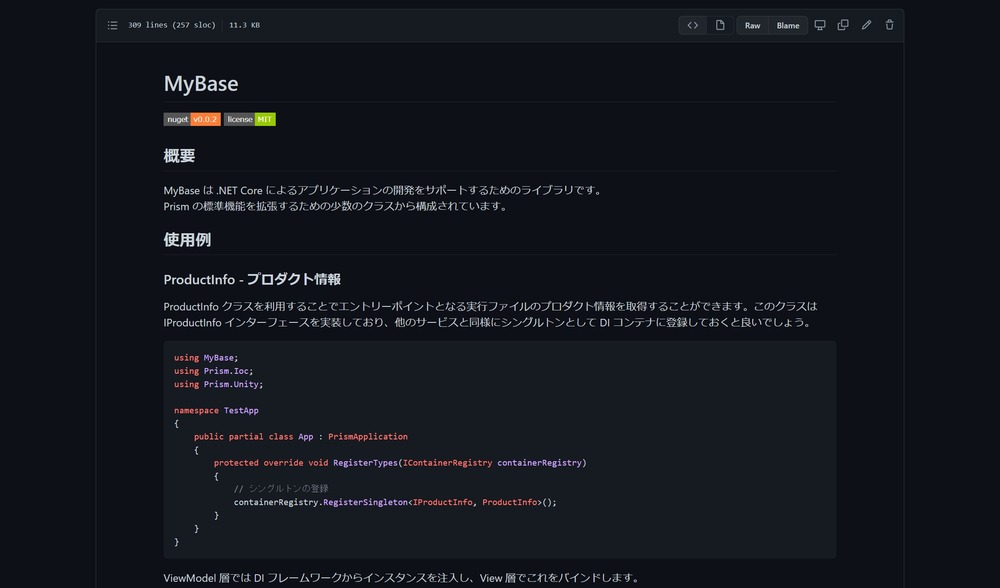 309 lines (257 sloc) 11.3 KB
Raw Blame
MyBase
nuget v0.0.2 license MIT
概要
MyBase は .NET Core によるアプリケーションの開発をサポートするためのライブラリです。
Prism の標準機能を拡張するための少数のクラスから構成されています。
使用例
ProductInfo - プロダクト情報
ProductInfo クラスを利用することでエントリーポイントとなる実行ファイルのプロダクト情報を取得することができます。このクラスは
IProductInfo インターフェースを実装しており、他のサービスと同様にシングルトンとして DI コンテナに登録しておくと良いでしょう。
using MyBase;
using Prism.Ioc;
using Prism.Unity;
namespace TestApp
{
public partial class App : PrismApplication
{
protected override void RegisterTypes(IContainerRegistry containerRegistry)
{
// シングルトンの登録
containerRegistry.RegisterSingleton<IProductInfo, ProductInfo>();
}
}
}
ViewModel 層では DI フレームワークからインスタンスを注入し、View 層でこれをバインドします。